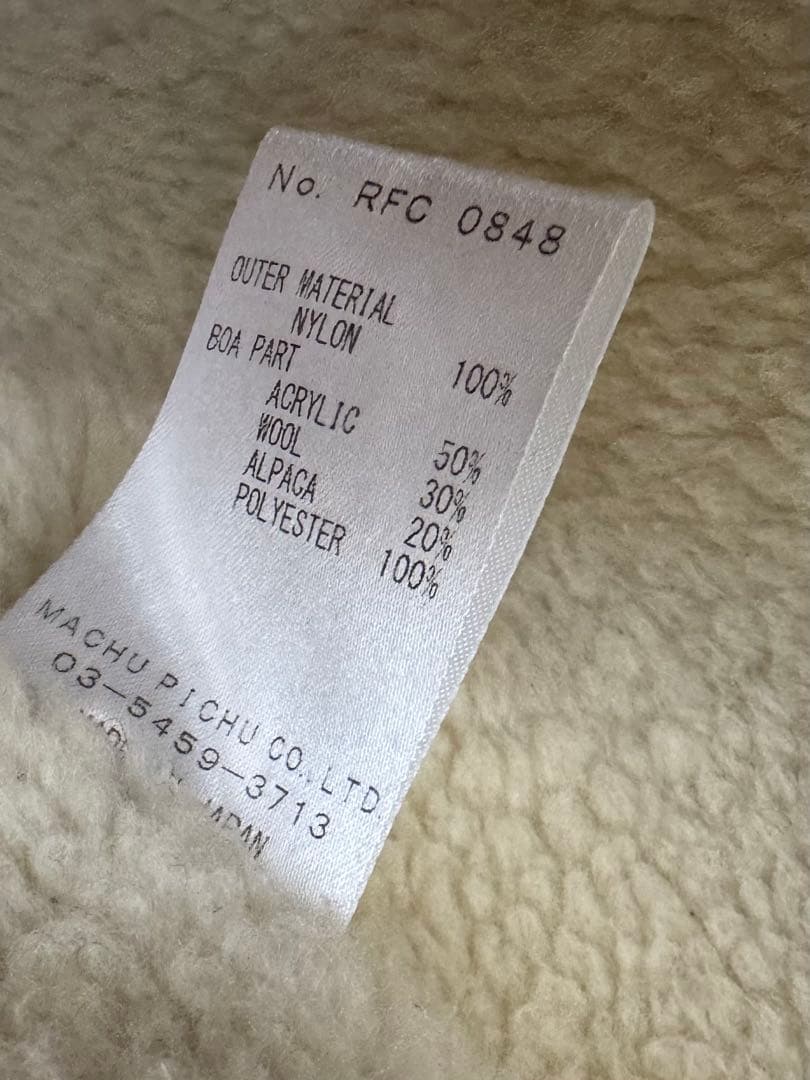 No. RFC 0848
OUTER MATERIAL
NYLON 100%
BOA PART
ACRYLIC 50%
WOOL 30%
ALPACA 20%
POLYESTER 100%
MACHU PICHU CO.,LTD.
03-5459-3713
JAPAN